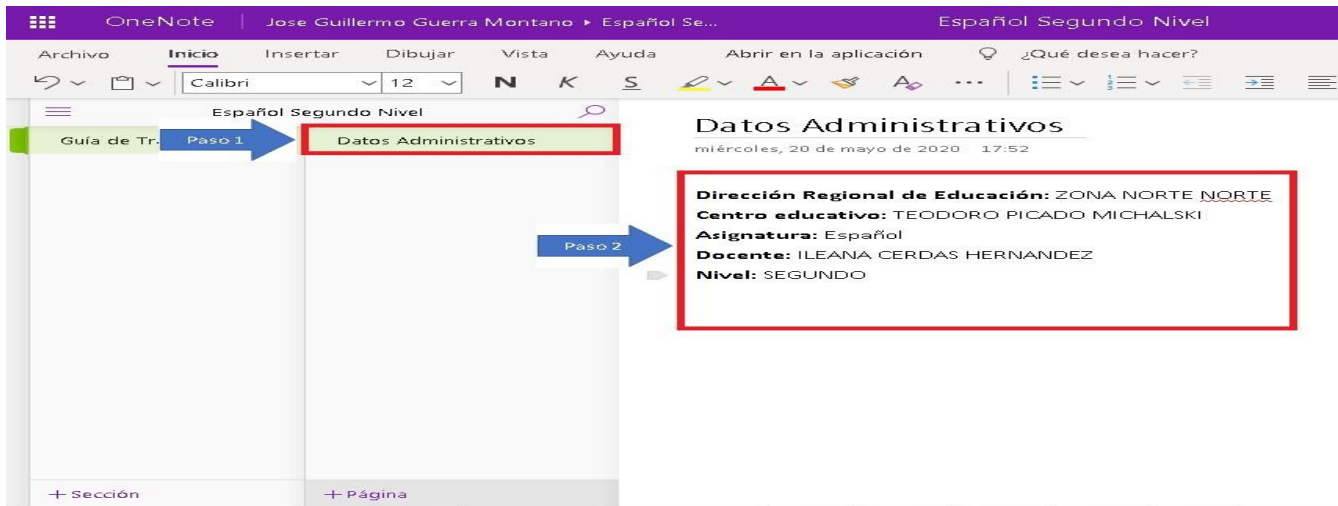 OneNote Jose Guillermo Guerra Montano ▸ Español Se... Español Segundo Nivel
Archivo Inicio Insertar Dibujar Vista Ayuda Abrir en la aplicación ¿Qué desea hacer?
Calibri 12 N K S A A ...
Español Segundo Nivel
Guía de Tr. Paso 1 Datos Administrativos
Datos Administrativos
miércoles, 20 de mayo de 2020 17:52
Dirección Regional de Educación: ZONA NORTE NORTE
Centro educativo: TEODORO PICADO MICHALSKI
Asignatura: Español
Paso 2
Docente: ILEANA CERDAS HERNANDEZ
Nivel: SEGUNDO
+ Sección + Página